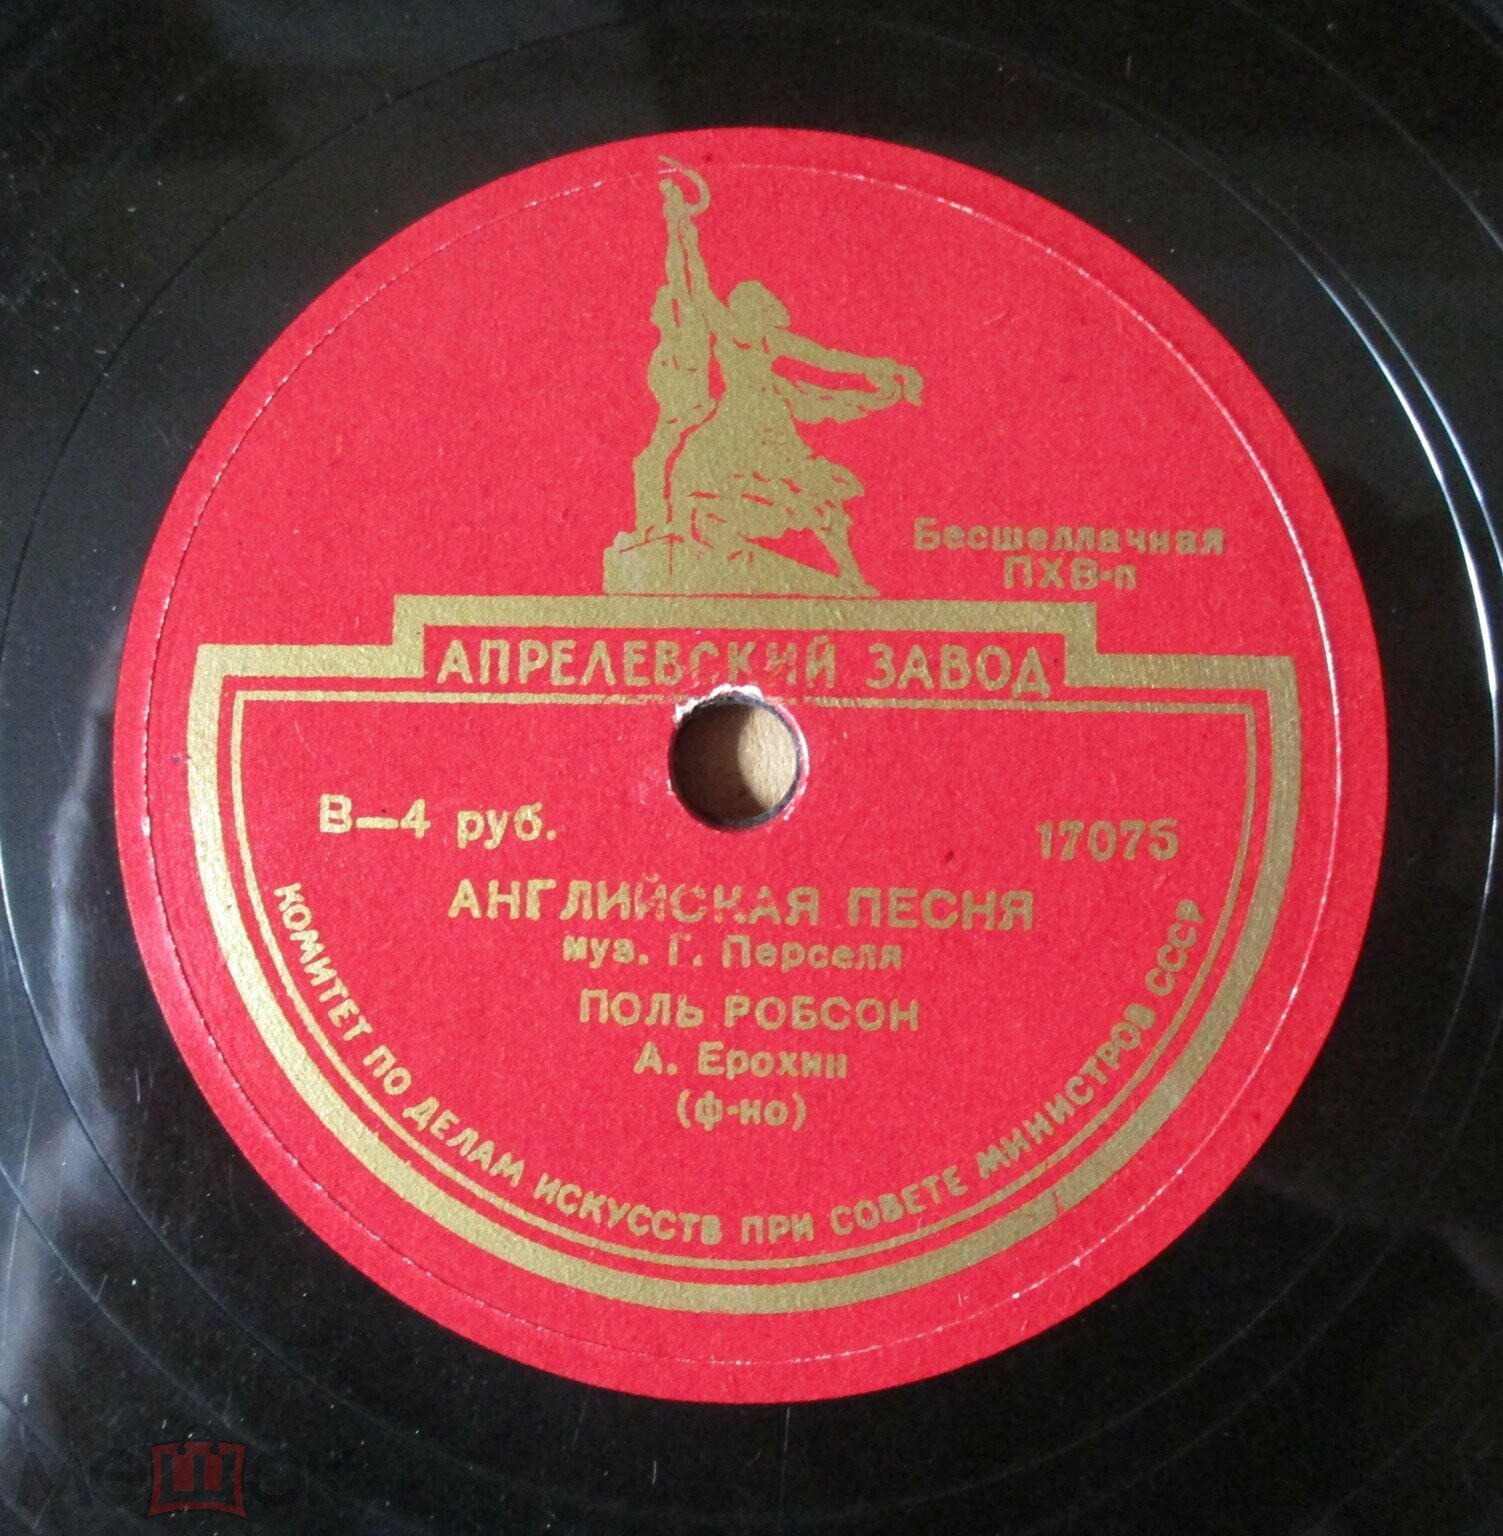 Бесшеллачная
ПХВ-п
АПРЕЛЕВСКИЙ ЗАВОД
В—4 руб.
17075
АНГЛИЙСКАЯ ПЕСНЯ
муз. Г. Перселя
ПОЛЬ РОБСОН
А. Ерохин
(ф-но)
КОМИТЕТ ПО ДЕЛАМ ИСКУССТВ ПРИ СОВЕТЕ МИНИСТРОВ СССР